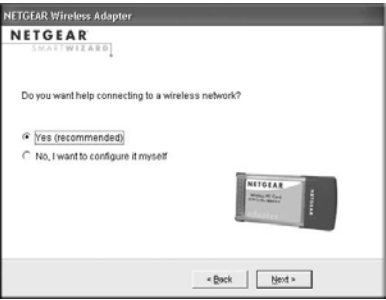 NETGEAR Wireless Adapter
NETGEAR
SMARTWIZARD
Do you want help connecting to a wireless network?
Yes (recommended)
No, I want to configure it myself
NETGEAR
NETGEAR
< Back
Next >